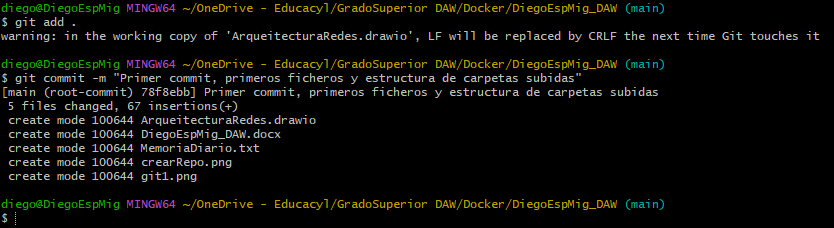 diego@DiegoEspMig MINGW64 ~/OneDrive - Educacyl/GradoSuperior DAW/Docker/DiegoEspMig_DAW (main)
$ git add .
warning: in the working copy of 'ArqueitecturaRedes.drawio', LF will be replaced by CRLF the next time Git touches it
diego@DiegoEspMig MINGW64 ~/OneDrive - Educacyl/GradoSuperior DAW/Docker/DiegoEspMig_DAW (main)
$ git commit -m "Primer commit, primeros ficheros y estructura de carpetas subidas"
[main (root-commit) 78f8ebb] Primer commit, primeros ficheros y estructura de carpetas subidas
 5 files changed, 67 insertions(+)
 create mode 100644 ArqueitecturaRedes.drawio
 create mode 100644 DiegoEspMig_DAW.docx
 create mode 100644 MemoriaDiario.txt
 create mode 100644 crearRepo.png
 create mode 100644 git1.png
diego@DiegoEspMig MINGW64 ~/OneDrive - Educacyl/GradoSuperior DAW/Docker/DiegoEspMig_DAW (main)
$